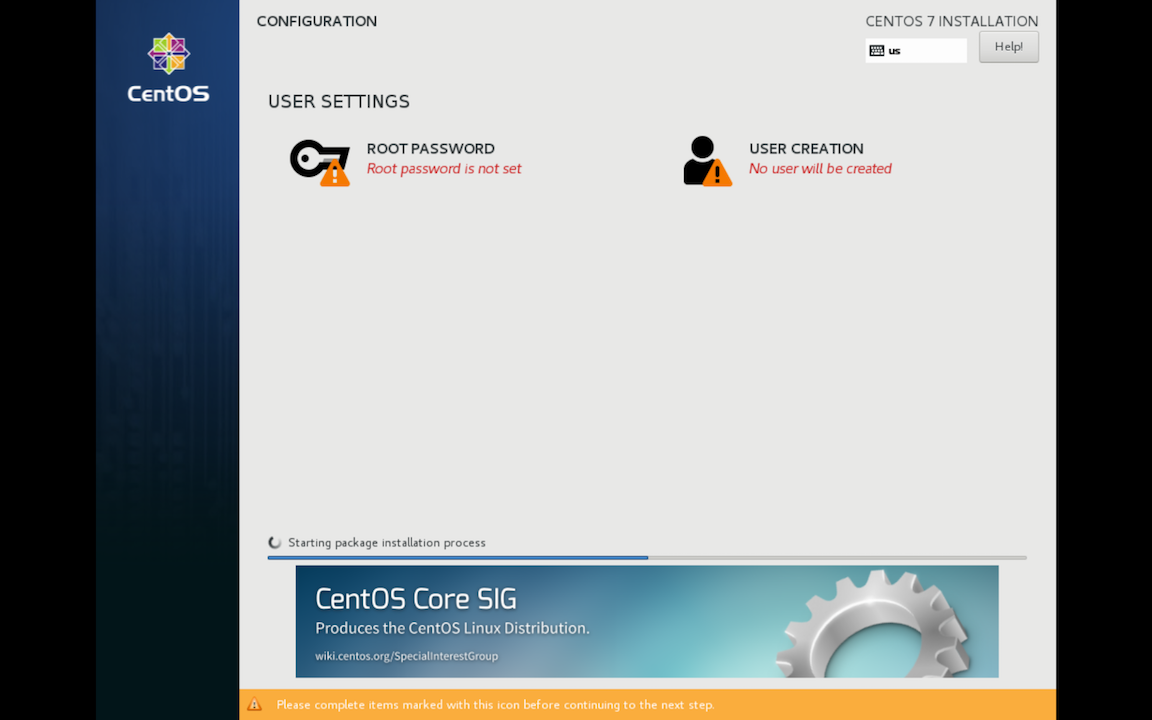 CentOS
CONFIGURATION
CENTOS 7 INSTALLATION
us
Help!
USER SETTINGS
ROOT PASSWORD
Root password is not set
USER CREATION
No user will be created
Starting package installation process
CentOS Core SIG
Produces the CentOS Linux Distribution.
wiki.centos.org/SpecialInterestGroup
Please complete items marked with this icon before continuing to the next step.